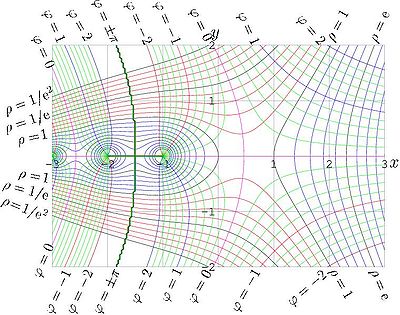 φ = 0
φ = 1
φ = 2
φ = ±π
φ = −2
φ = −1
φ = 0
y
2
φ = 1
φ = 2
ρ = 1
ρ = e
ρ = 1/e²
ρ = 1/e
ρ = 1
1
−2
1
2
3
x
ρ = 1
ρ = 1/e
ρ = 1/e²
−1
−2
φ = 0
φ = −1
φ = −2
φ = ±π
φ = 2
φ = 1
φ = 0
φ = −1
φ = −2
ρ = 1
ρ = e